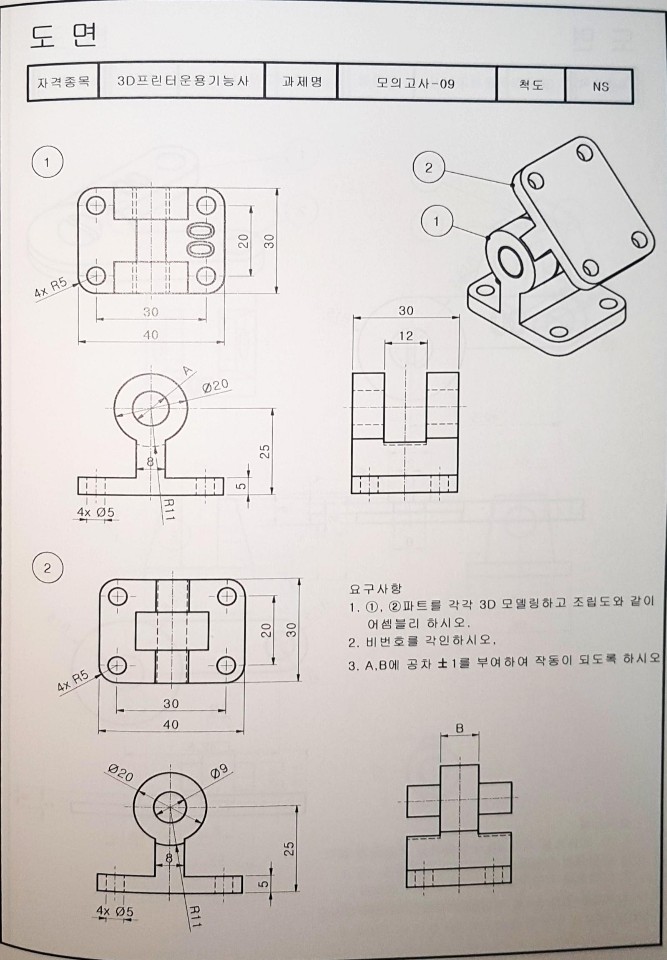 도 면
자격종목 3D프린터운용기능사 과제명 모의고사-09 척도 NS
1
2
1
20
30
4x R5
30
40
30
12
A
Ø20
25
8
5
4x Ø5
R11
2
20
30
4x R5
30
40
요구사항
1. ①, ②파트를 각각 3D 모델링하고 조립도와 같이
어셈블리 하시오.
2. 비번호를 각인하시오.
3. A,B에 공차 ±1를 부여하여 작동이 되도록 하시오
B
Ø20
Ø9
25
8
5
4x Ø5
R11